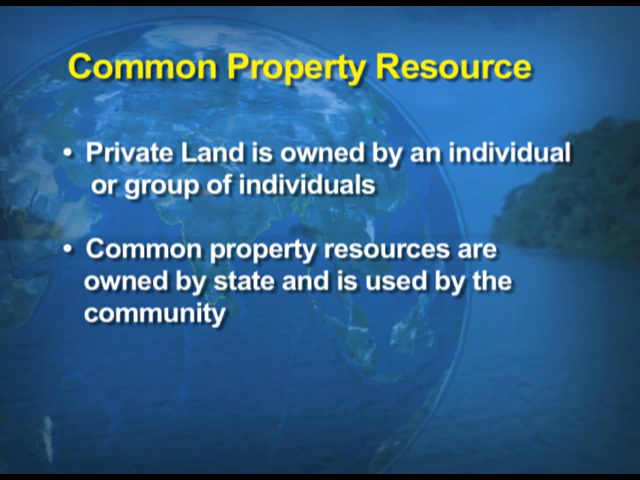 Common Property Resource
• Private Land is owned by an individual
or group of individuals
• Common property resources are
owned by state and is used by the
community